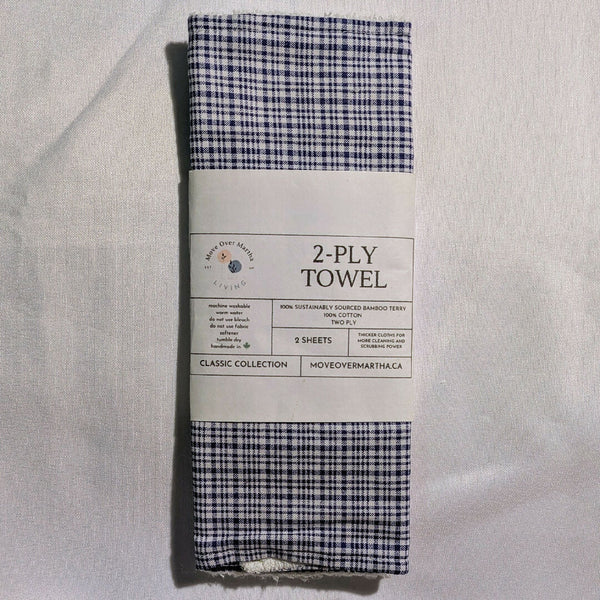 Move Over Martha
LIVING
2-PLY
TOWEL
machine washable
warm water
do not use bleach
do not use fabric
softener
tumble dry
handmade in
100% SUSTAINABLY SOURCED BAMBOO TERRY
100% COTTON
TWO PLY
2 SHEETS
THICKER CLOTHS FOR
MORE CLEANING AND
SCRUBBING POWER
CLASSIC COLLECTION
MOVEOVERMARTHA.CA